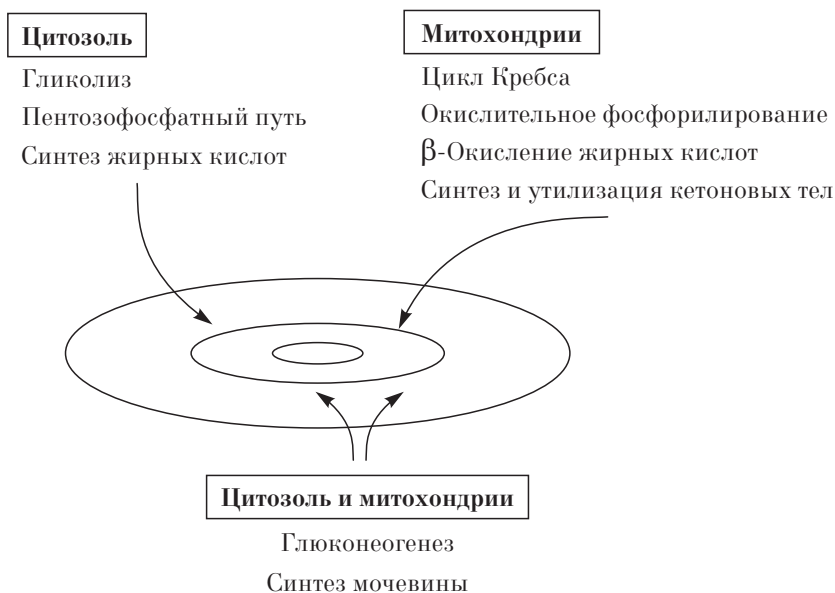 Цитозоль
Гликолиз
Пентозофосфатный путь
Синтез жирных кислот
Митохондрии
Цикл Кребса
Окислительное фосфорилирование
β-Окисление жирных кислот
Синтез и утилизация кетоновых тел
Цитозоль и митохондрии
Глюконеогенез
Синтез мочевины